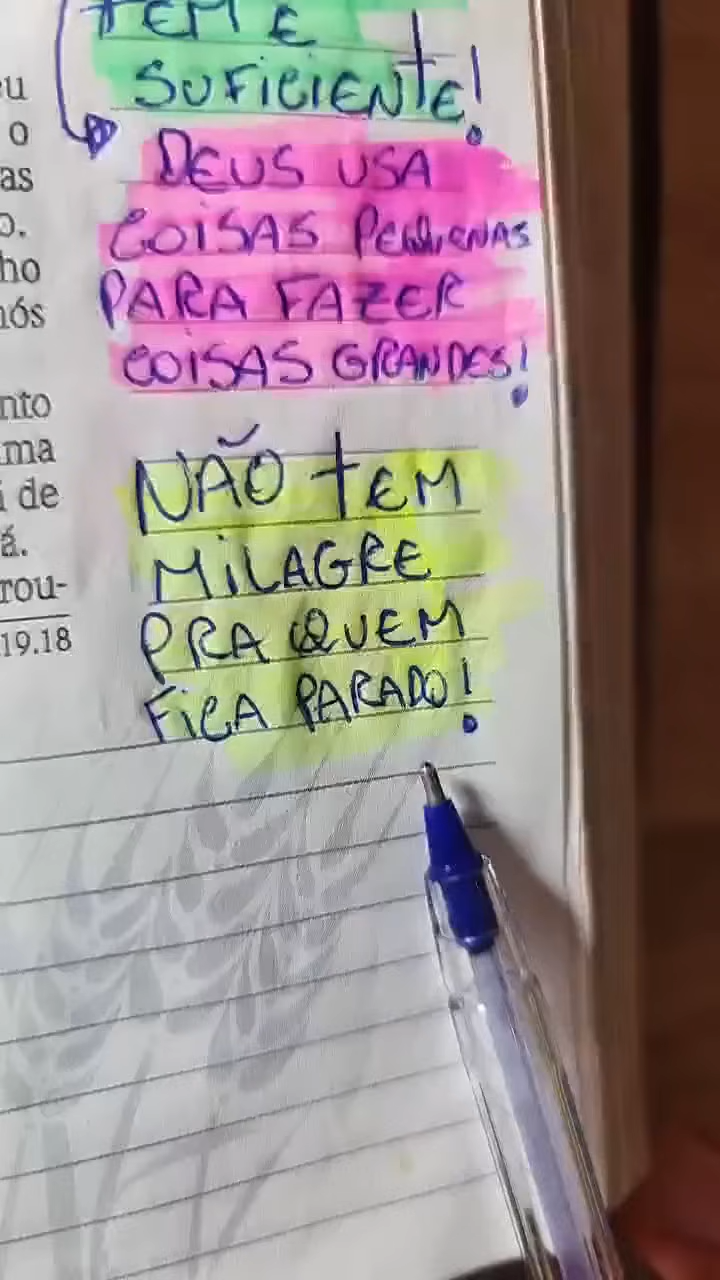 TEM É
SUFICIENTE!
DEUS USA
COISAS PEQUENAS
PARA FAZER
COISAS GRANDES!
NÃO TEM
MILAGRE
PRA QUEM
FICA PARADO!
eu
o
as
o.
ho
nós
nto
ma
i de
á.
rou-
19.18